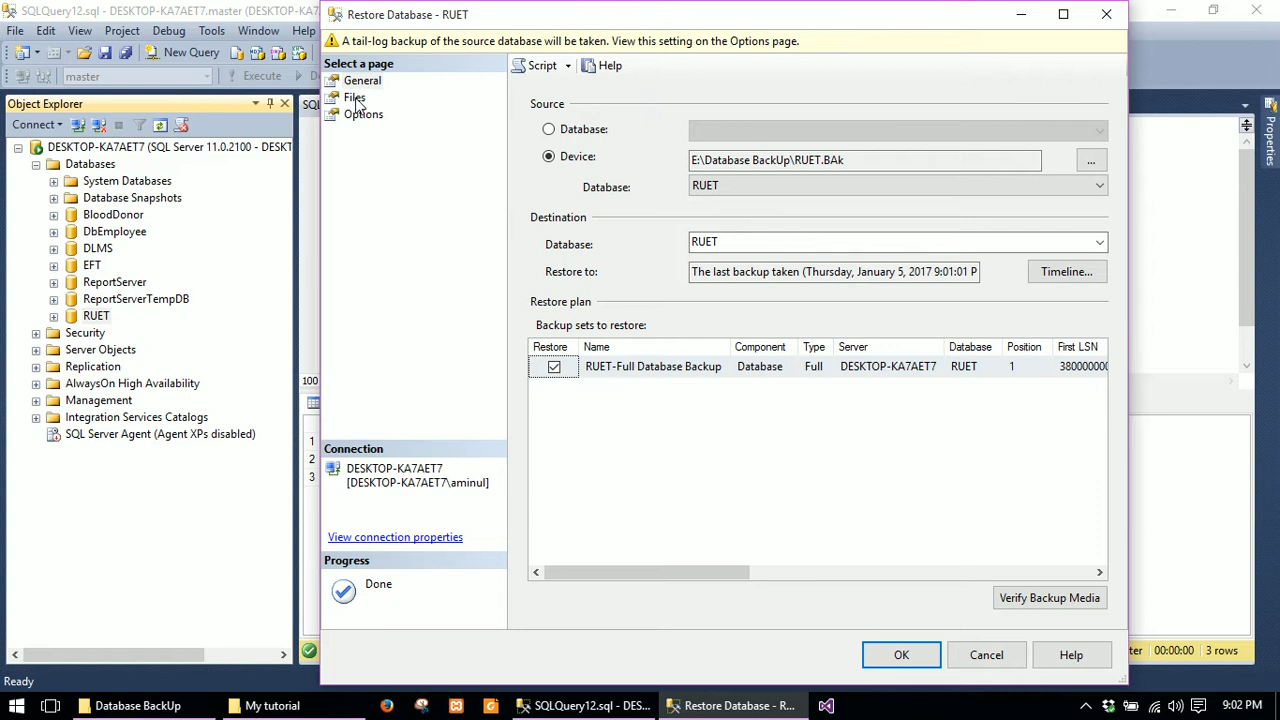 SQLQuery12.sql - DESKTOP-KA7AET7.master (DESKTOP-KA7AET7\
File Edit View Project Debug Tools Window Help
New Query
master
Execute
Object Explorer
Connect
DESKTOP-KA7AET7 (SQL Server 11.0.2100 - DESKT
Databases
System Databases
Database Snapshots
BloodDonor
DbEmployee
DLMS
EFT
ReportServer
ReportServerTempDB
RUET
Security
Server Objects
Replication
AlwaysOn High Availability
Management
Integration Services Catalogs
SQL Server Agent (Agent XPs disabled)
100
1
2
3
Restore Database - RUET
A tail-log backup of the source database will be taken. View this setting on the Options page.
Select a page
General
Files
Options
Connection
DESKTOP-KA7AET7
[DESKTOP-KA7AET7\aminul]
View connection properties
Progress
Done
Script Help
Source
Database:
Device: E:\Database BackUp\RUET.BAk ...
Database: RUET
Destination
Database: RUET
Restore to: The last backup taken (Thursday, January 5, 2017 9:01:01 P Timeline...
Restore plan
Backup sets to restore:
Restore Name Component Type Server Database Position First LSN
RUET-Full Database Backup Database Full DESKTOP-KA7AET7 RUET 1 380000000
Verify Backup Media
OK Cancel Help
Properties
ter 00:00:00 3 rows
Ready
Database BackUp My tutorial SQLQuery12.sql - DES... Restore Database - R... 9:02 PM